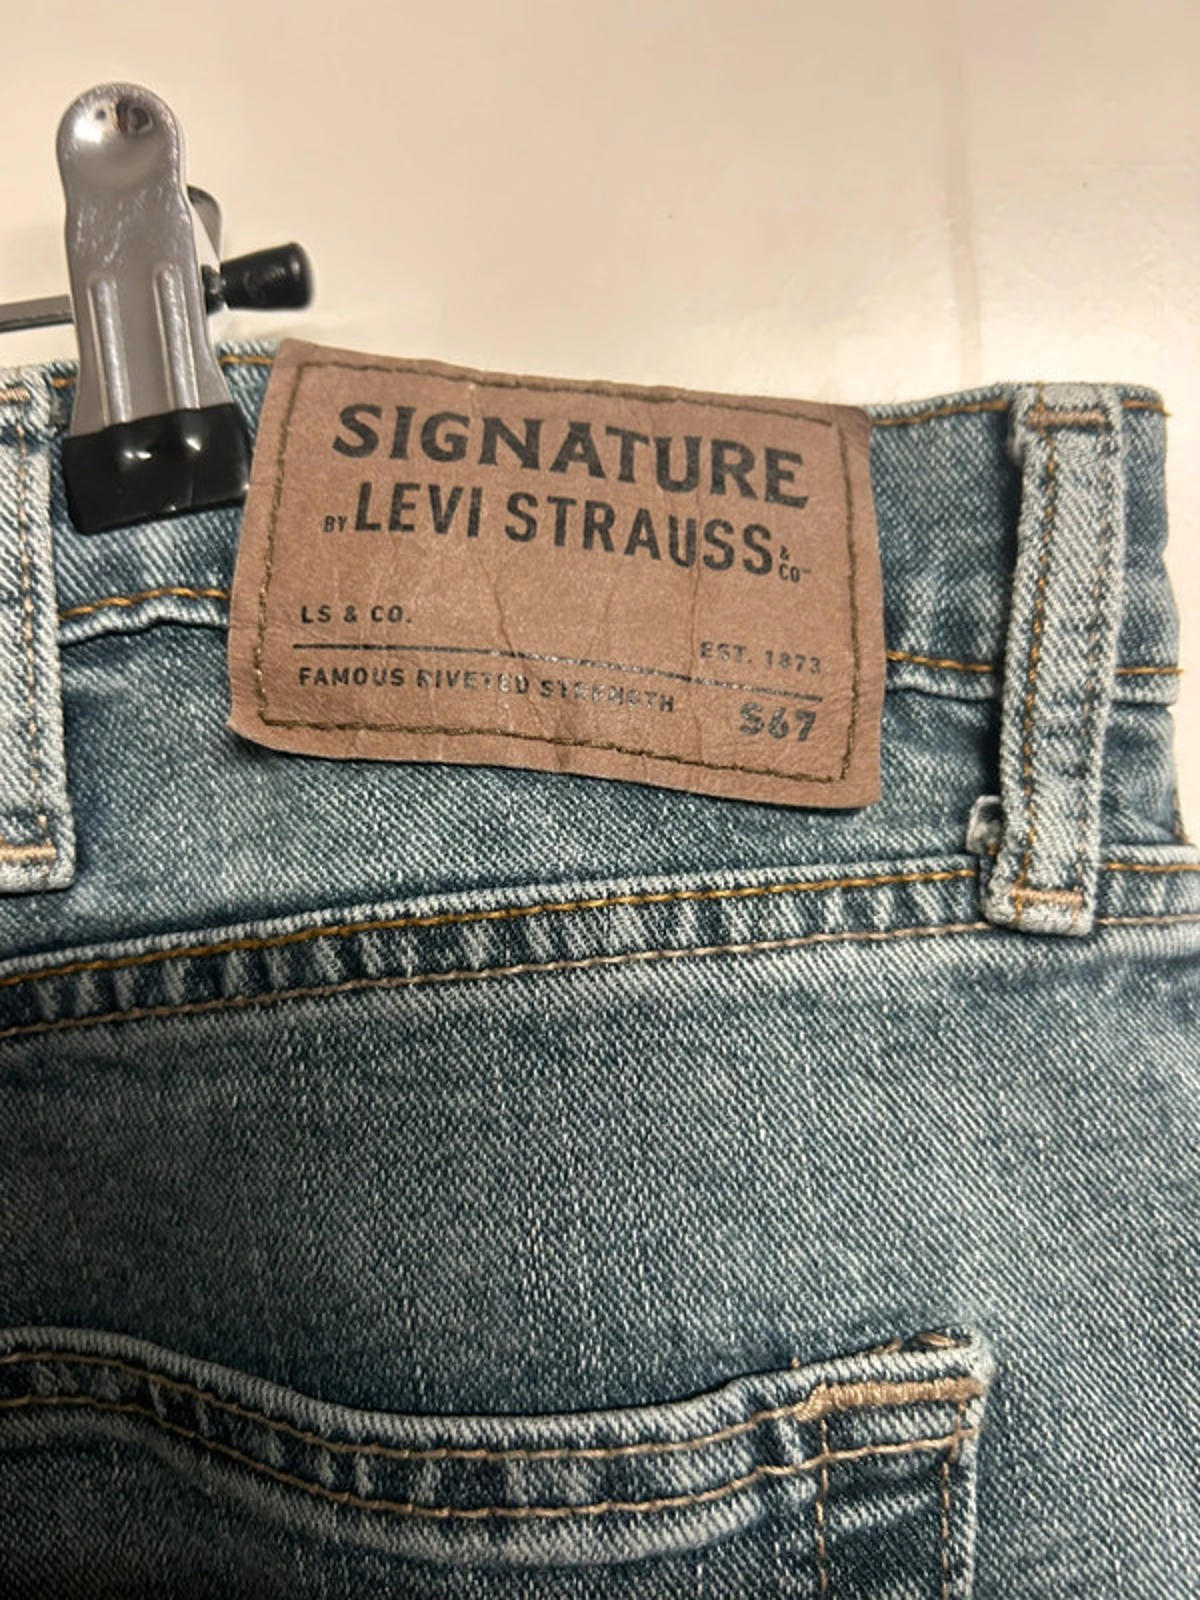 SIGNATURE
BY LEVI STRAUSS & CO™
LS & CO.
EST. 1873
FAMOUS RIVETED STRENGTH
S67